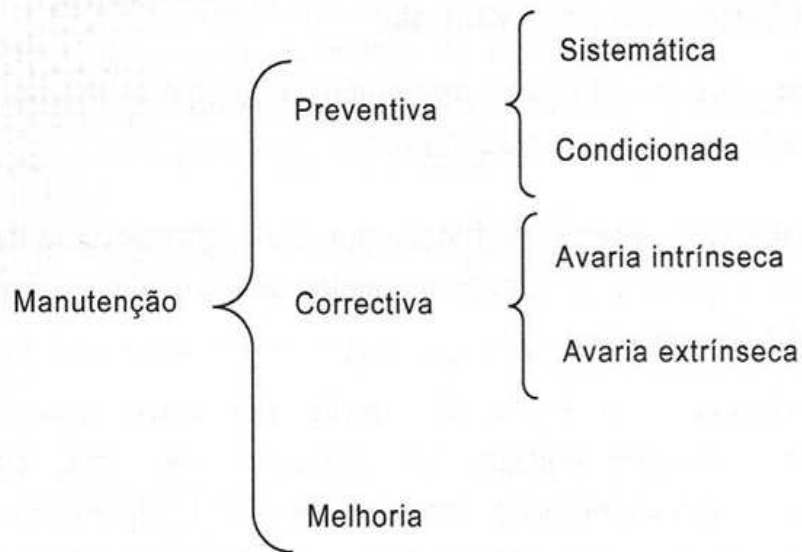 Sistemática
Preventiva
Condicionada
Avaria intrínseca
Manutenção
Correctiva
Avaria extrínseca
Melhoria